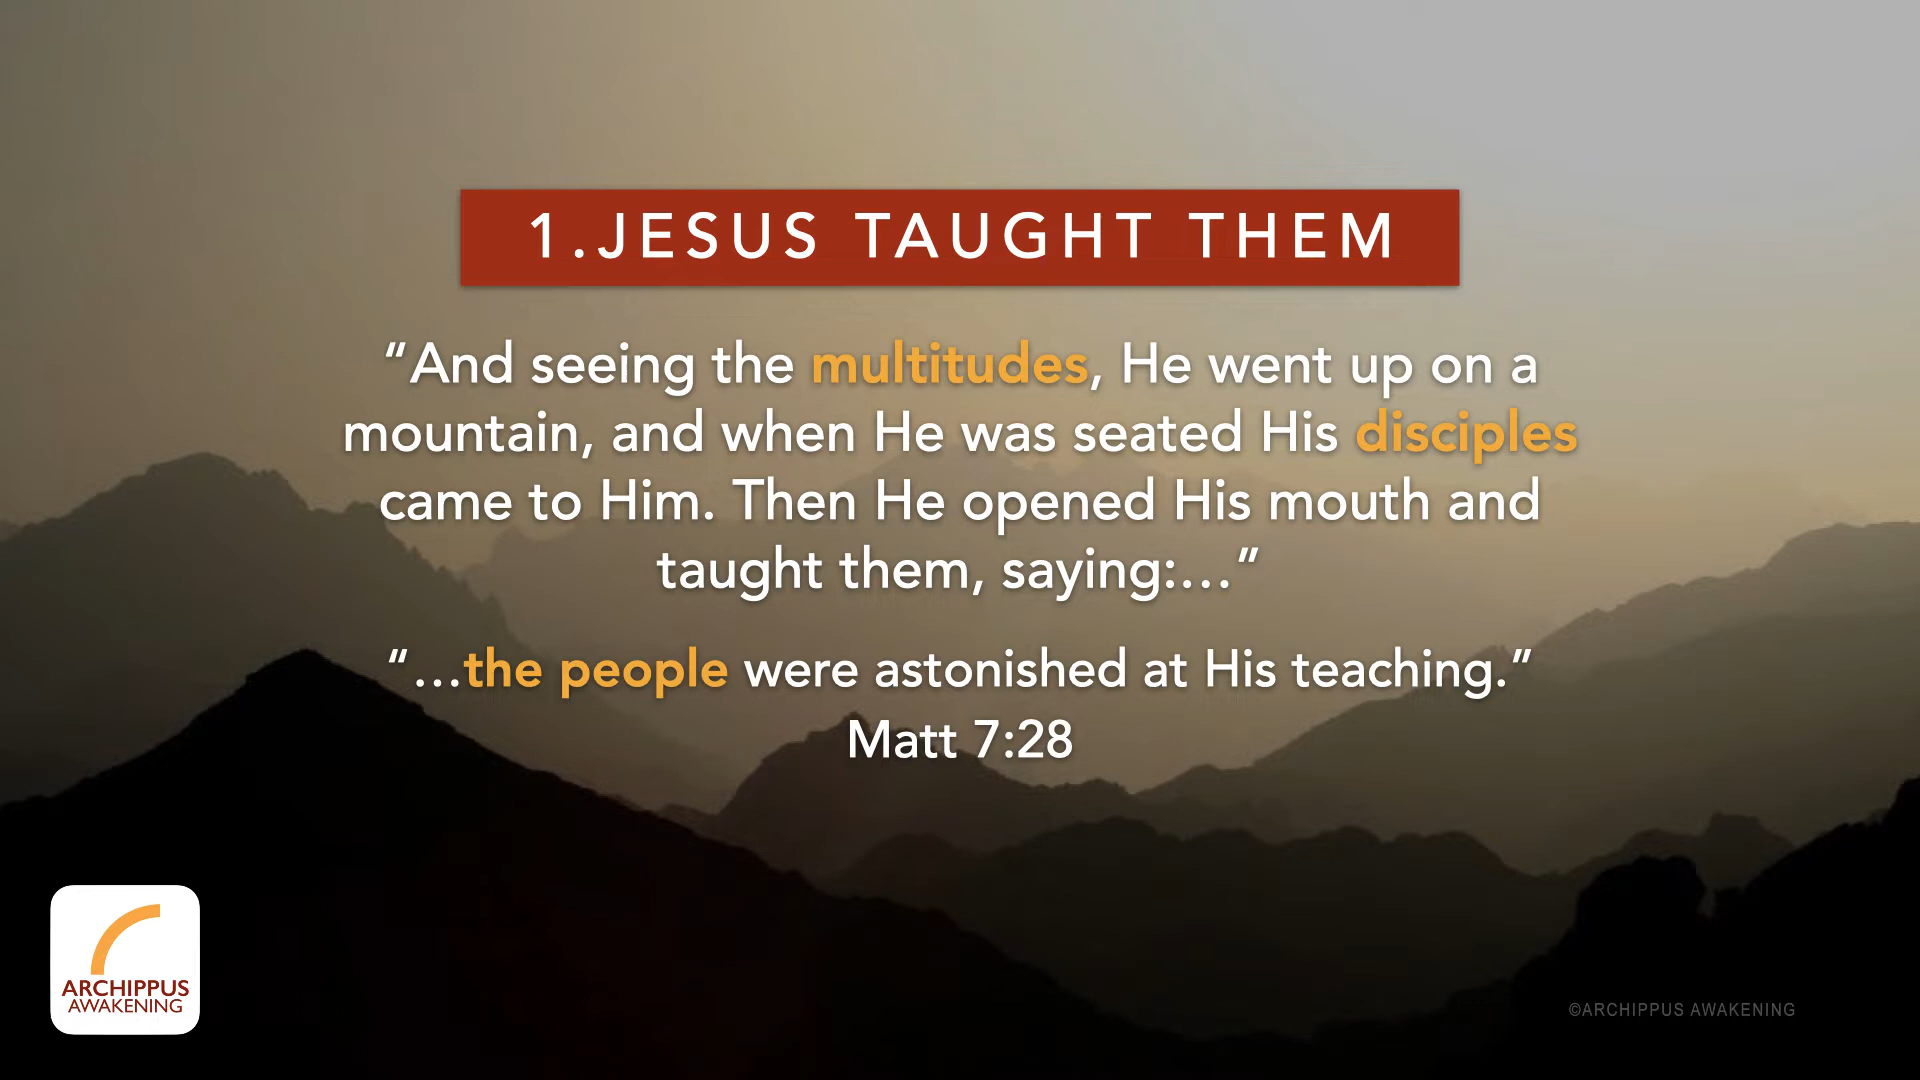 1.JESUS TAUGHT THEM
“And seeing the multitudes, He went up on a
mountain, and when He was seated His disciples
came to Him. Then He opened His mouth and
taught them, saying:…”
“…the people were astonished at His teaching.”
Matt 7:28
ARCHIPPUS
AWAKENING
©ARCHIPPUS AWAKENING